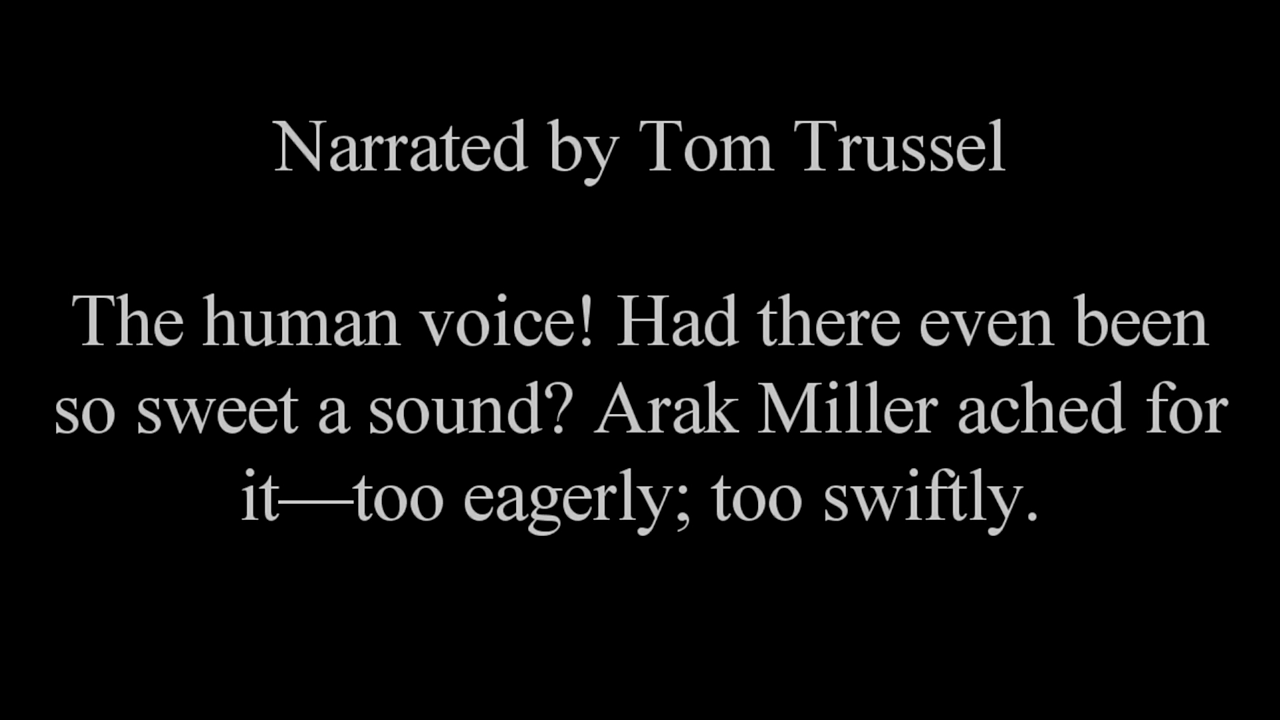 Narrated by Tom Trussel
The human voice! Had there even been
so sweet a sound? Arak Miller ached for
it—too eagerly; too swiftly.